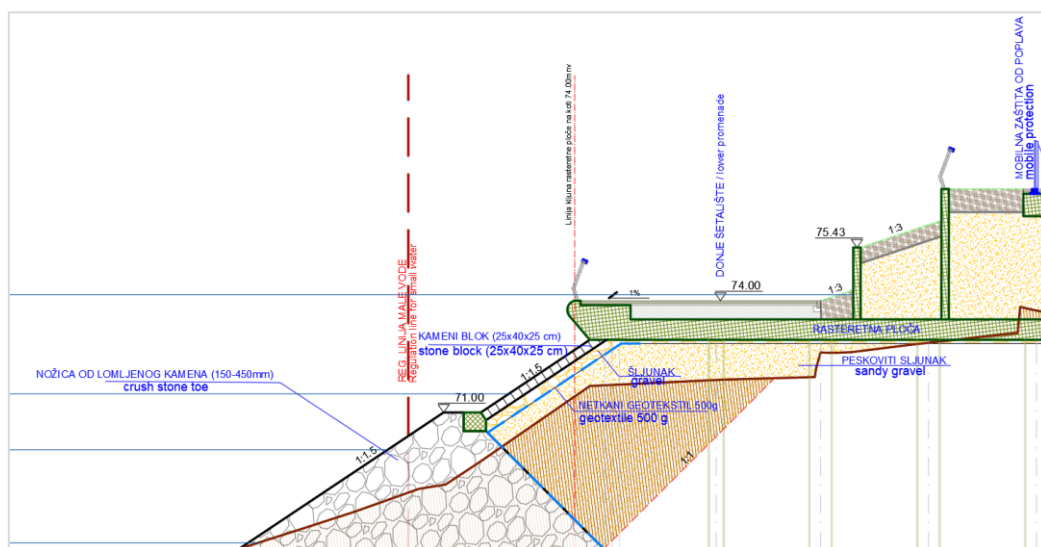 REG. LINIJA MALE VODE
Regulation line for small water
Linija kljuna rasteretne ploče na koti 74.00mnv
DONJE ŠETALIŠTE / lower promenade
MOBILNA ZAŠTITA OD POPLAVA
mobile protection
1:3
75.43
74.00
1:3
1%
RASTERETNA PLOČA
KAMENI BLOK (25x40x25 cm)
stone block (25x40x25 cm)
PESKOVITI SLJUNAK
sandy gravel
ŠLJUNAK
gravel
1:1.5
NOŽICA OD LOMLJENOG KAMENA (150-450mm)
crush stone toe
71.00
NETKANI GEOTEKSTIL 500g
geotextile 500 g
1:1.5
1:1